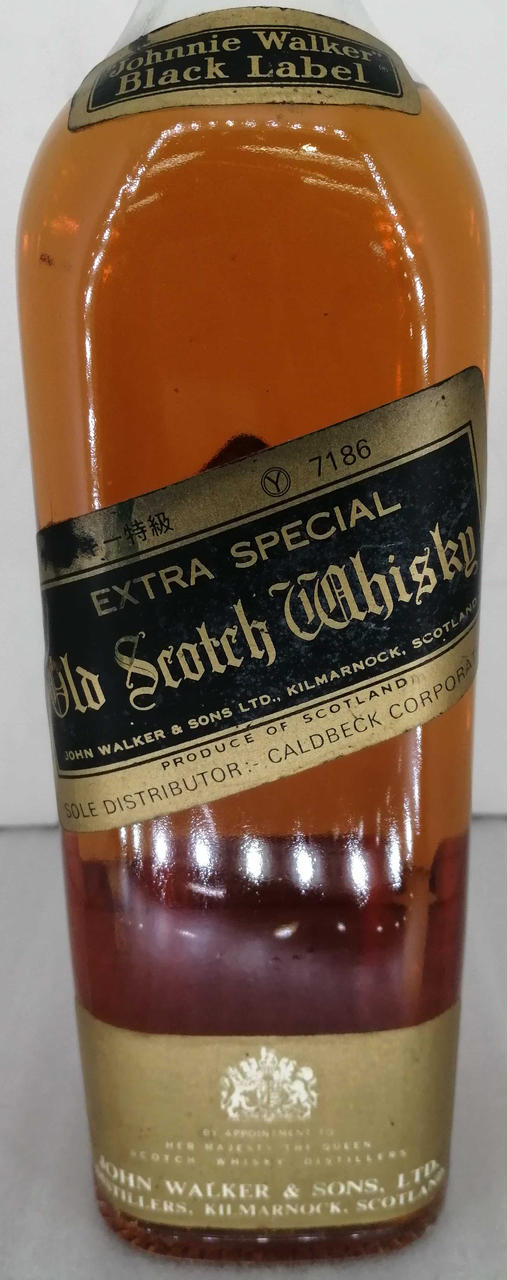 Johnnie Walker
Black Label
ー特級 Ⓨ 7186
EXTRA SPECIAL
Old Scotch Whisky
JOHN WALKER & SONS LTD., KILMARNOCK, SCOTLAND
PRODUCE OF SCOTLAND
SOLE DISTRIBUTOR:- CALDBECK CORPORAT
BY APPOINTMENT TO
HER MAJESTY THE QUEEN
SCOTCH WHISKY DISTILLERS
JOHN WALKER & SONS, LTD.
DISTILLERS, KILMARNOCK, SCOTLAND